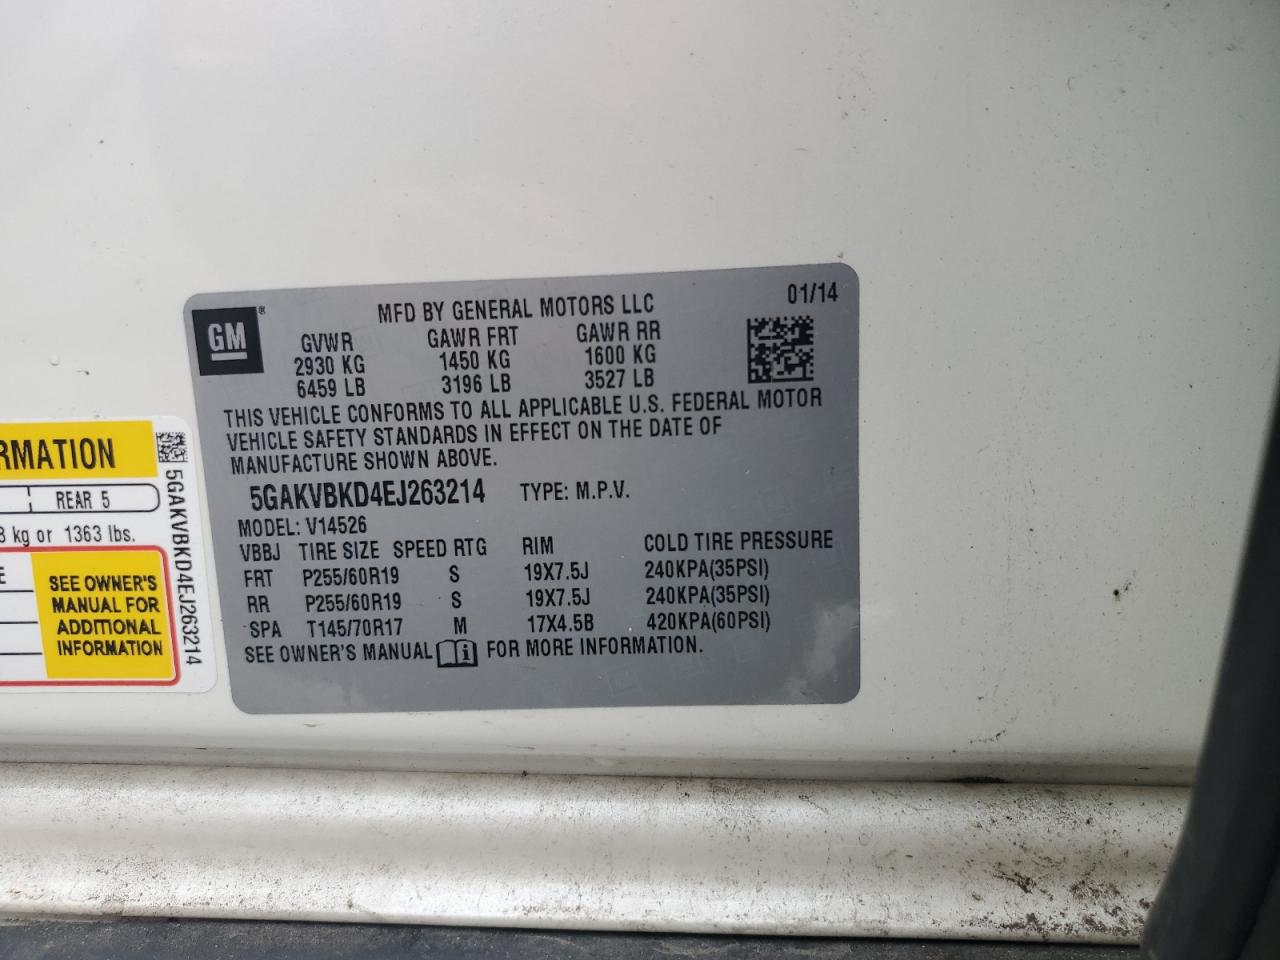 GM®
MFD BY GENERAL MOTORS LLC 01/14
GVWR GAWR FRT GAWR RR
2930 KG 1450 KG 1600 KG
6459 LB 3196 LB 3527 LB
THIS VEHICLE CONFORMS TO ALL APPLICABLE U.S. FEDERAL MOTOR
VEHICLE SAFETY STANDARDS IN EFFECT ON THE DATE OF
MANUFACTURE SHOWN ABOVE.
5GAKVBKD4EJ263214 TYPE: M.P.V.
MODEL: V14526
VBBJ TIRE SIZE SPEED RTG RIM COLD TIRE PRESSURE
FRT P255/60R19 S 19X7.5J 240KPA(35PSI)
RR P255/60R19 S 19X7.5J 240KPA(35PSI)
SPA T145/70R17 M 17X4.5B 420KPA(60PSI)
SEE OWNER'S MANUAL i FOR MORE INFORMATION.
RMATION
REAR 5
kg or 1363 lbs.
E
SEE OWNER'S
MANUAL FOR
ADDITIONAL
INFORMATION
5GAKVBKD4EJ263214